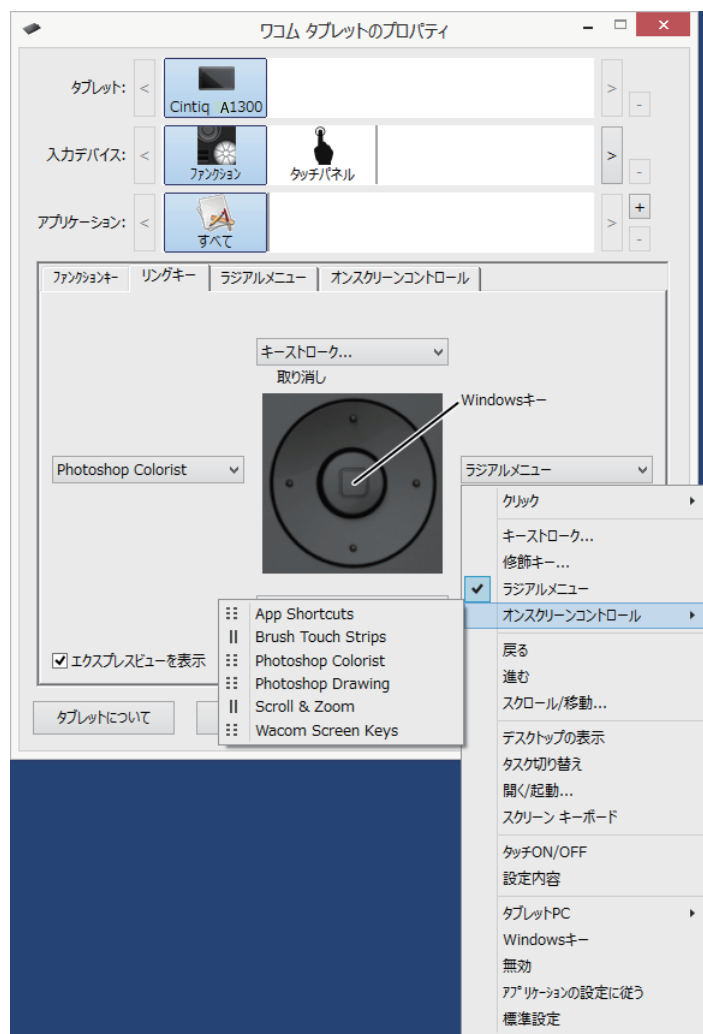 ワコム タブレットのプロパティ
タブレット:
Cintiq A1300
入力デバイス:
ファンクション
タッチパネル
アプリケーション:
すべて
ファンクションキー
リングキー
ラジアルメニュー
オンスクリーンコントロール
キーストローク...
取り消し
Windowsキー
Photoshop Colorist
ラジアルメニュー
クリック
キーストローク...
修飾キー...
ラジアルメニュー
オンスクリーンコントロール
App Shortcuts
Brush Touch Strips
Photoshop Colorist
Photoshop Drawing
Scroll & Zoom
Wacom Screen Keys
戻る
進む
スクロール/移動...
デスクトップの表示
タスク切り替え
開く/起動...
スクリーン キーボード
タッチON/OFF
設定内容
タブレットPC
Windowsキー
無効
アプリケーションの設定に従う
標準設定
エクスプレスビューを表示
タブレットについて